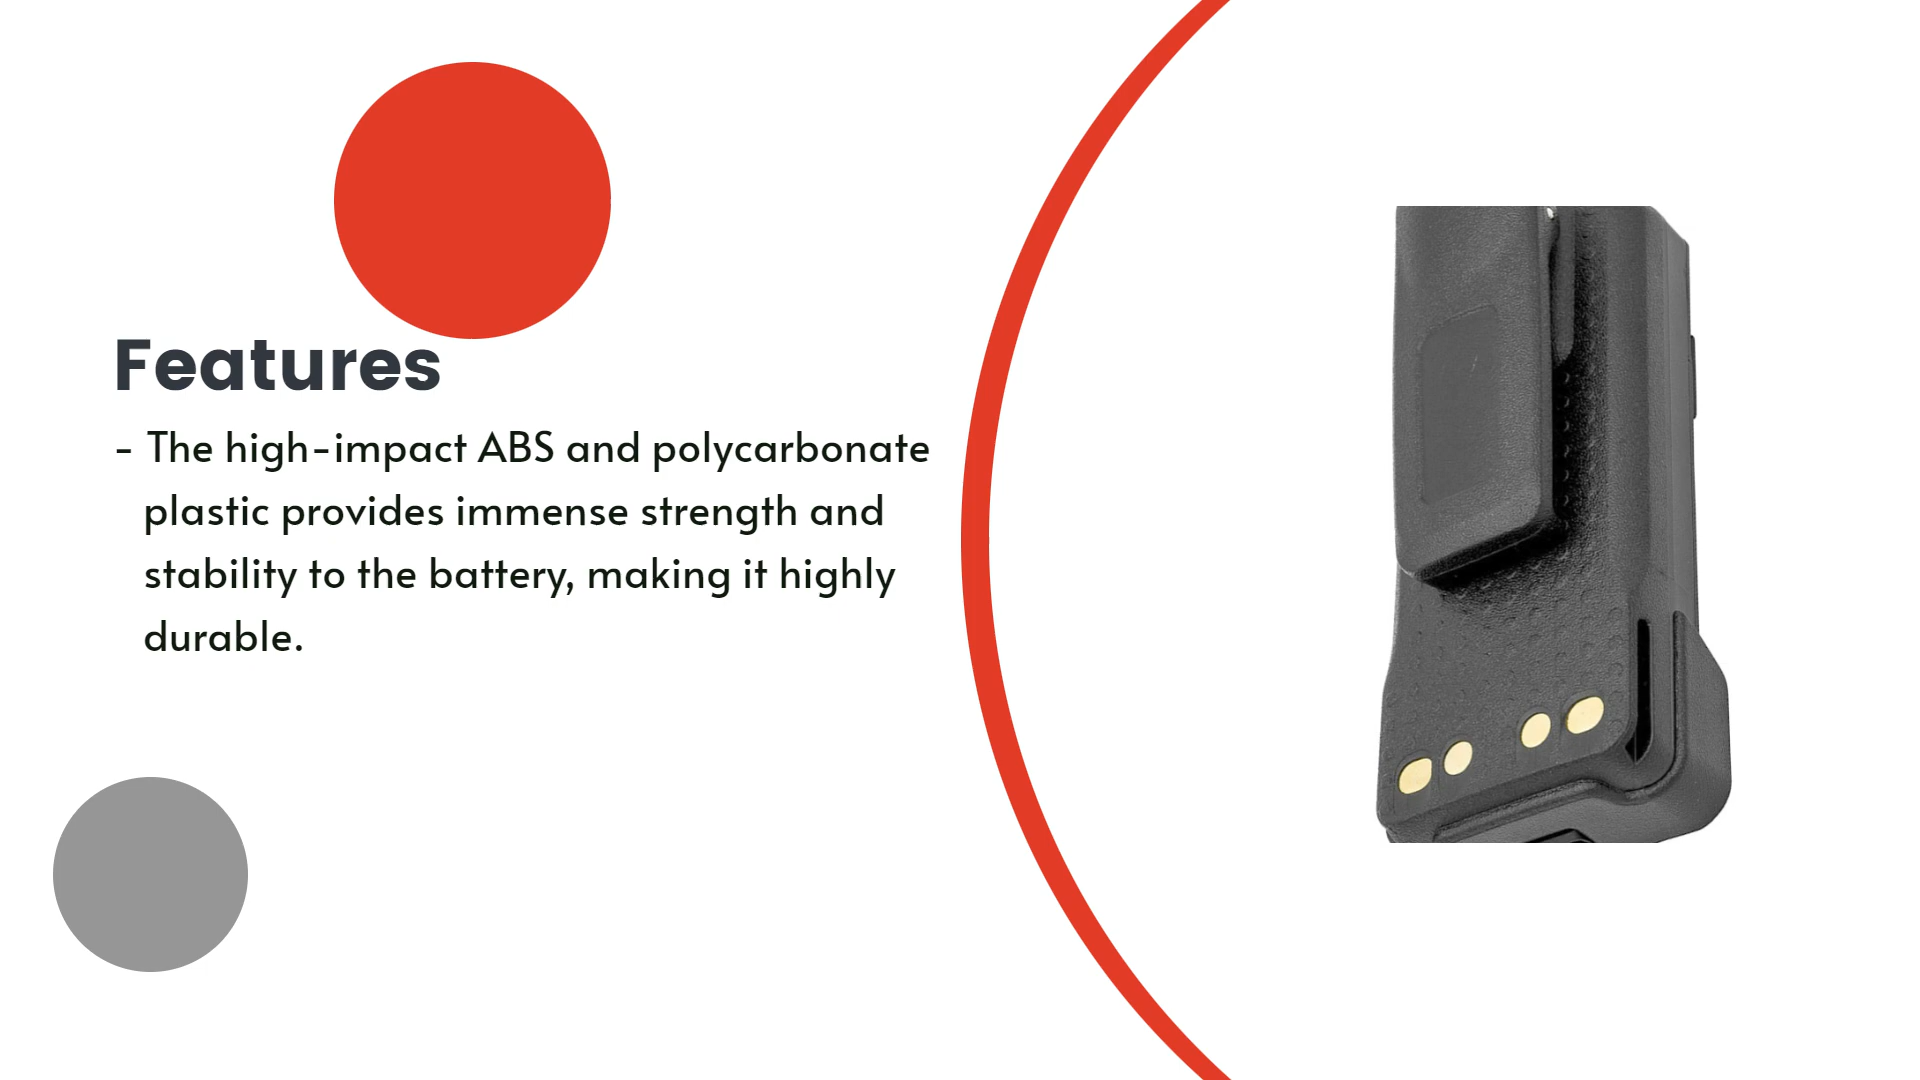 Features
- The high-impact ABS and polycarbonate
plastic provides immense strength and
stability to the battery, making it highly
durable.